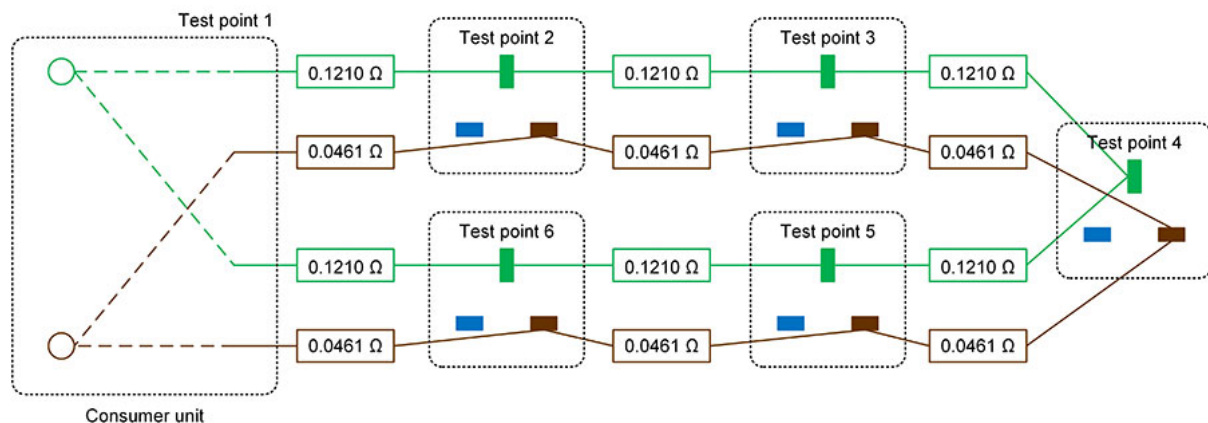 Test point 1
Test point 2
Test point 3
0.1210 Ω
0.1210 Ω
0.1210 Ω
Test point 4
0.0461 Ω
0.0461 Ω
0.0461 Ω
Test point 6
Test point 5
0.1210 Ω
0.1210 Ω
0.1210 Ω
0.0461 Ω
0.0461 Ω
0.0461 Ω
Consumer unit